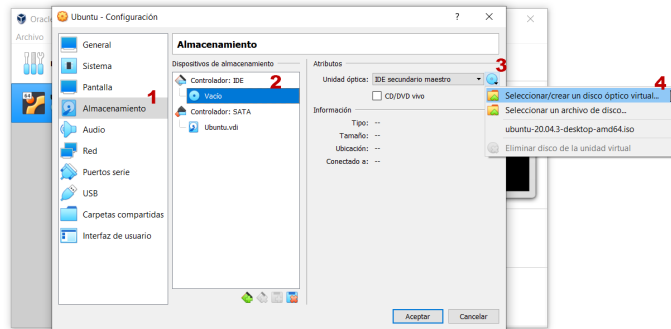 Oracle
Ubuntu - Configuración
?
Archivo
General
Sistema
Pantalla
Almacenamiento
Audio
Red
Puertos serie
USB
Carpetas compartidas
Interfaz de usuario
1
Almacenamiento
Dispositivos de almacenamiento
Controlador: IDE
2
Vacío
Controlador: SATA
Ubuntu.vdi
Atributos
3
Unidad óptica: IDE secundario maestro
CD/DVD vivo
Información
Tipo: --
Tamaño: --
Ubicación: --
Conectado a: --
4
Seleccionar/crear un disco óptico virtual...
Seleccionar un archivo de disco...
ubuntu-20.04.3-desktop-amd64.iso
Eliminar disco de la unidad virtual
Aceptar
Cancelar